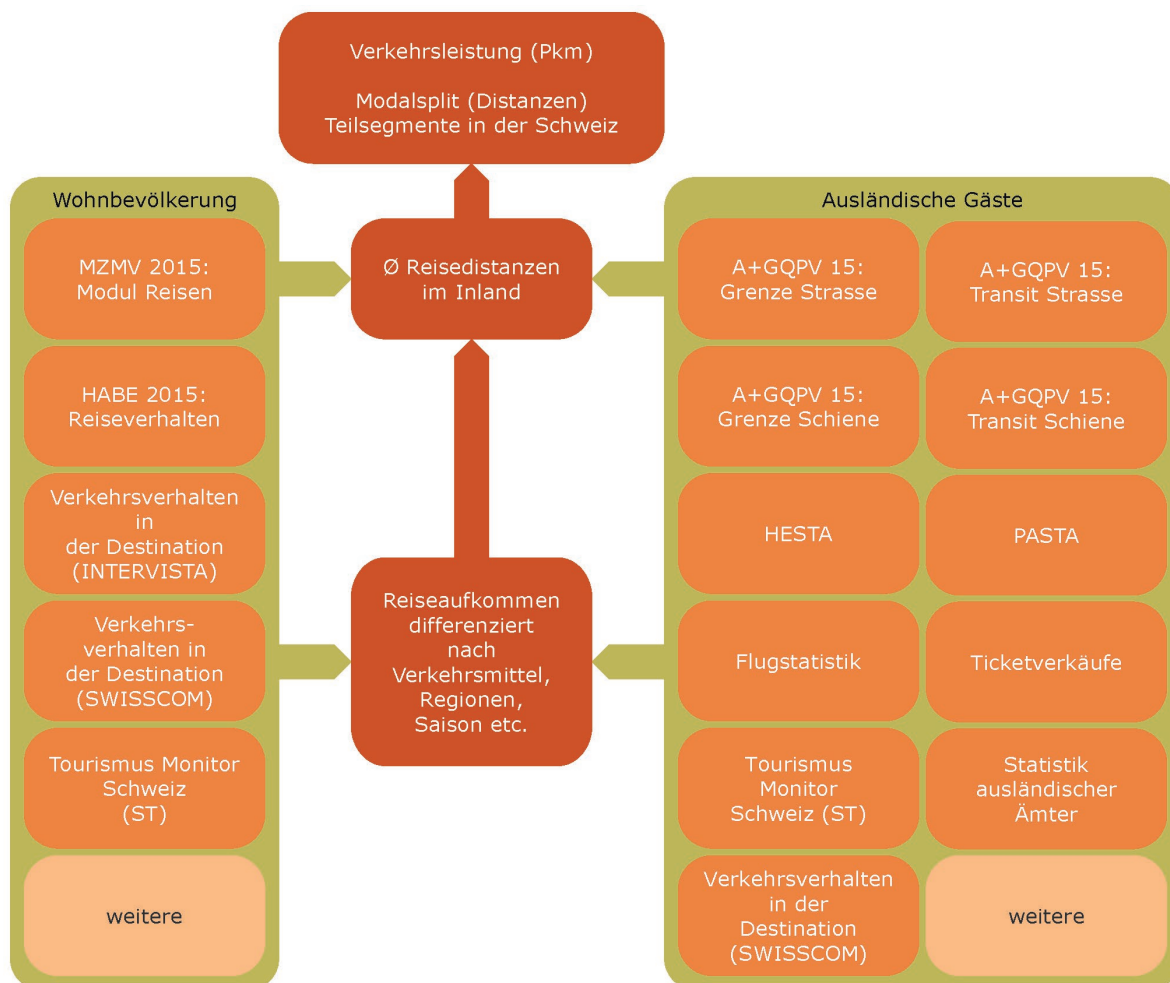 Verkehrsleistung (Pkm)
Modalsplit (Distanzen)
Teilsegmente in der Schweiz
Wohnbevölkerung
MZMV 2015:
Modul Reisen
HABE 2015:
Reiseverhalten
Verkehrsverhalten
in
der Destination
(INTERVISTA)
Verkehrs-
verhalten in
der Destination
(SWISSCOM)
Tourismus Monitor
Schweiz
(ST)
weitere
Ø Reisedistanzen
im Inland
Reiseaufkommen
differenziert
nach
Verkehrsmittel,
Regionen,
Saison etc.
Ausländische Gäste
A+GQPV 15:
Grenze Strasse
A+GQPV 15:
Transit Strasse
A+GQPV 15:
Grenze Schiene
A+GQPV 15:
Transit Schiene
HESTA
PASTA
Flugstatistik
Ticketverkäufe
Tourismus
Monitor
Schweiz (ST)
Statistik
ausländischer
Ämter
Verkehrsverhalten
in der
Destination
(SWISSCOM)
weitere